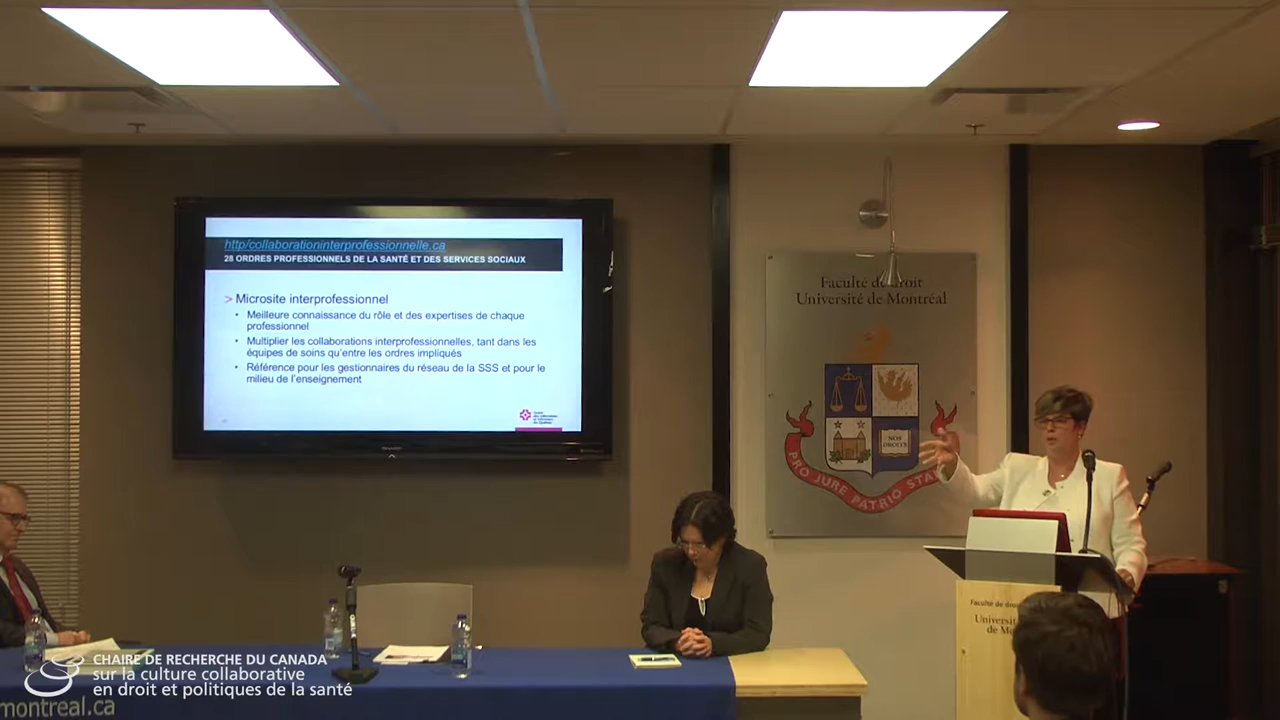 http/collaborationinterprofessionnelle.ca
28 ORDRES PROFESSIONNELS DE LA SANTÉ ET DES SERVICES SOCIAUX
> Microsite interprofessionnel
• Meilleure connaissance du rôle et des expertises de chaque
professionnel
• Multiplier les collaborations interprofessionnelles, tant dans les
équipes de soins qu'entre les ordres impliqués
• Référence pour les gestionnaires du réseau de la SSS et pour le
milieu de l'enseignement
Faculté de droit
Université de Montréal
NOS
DROITS
PRO JURE PATRIO
Faculté de
de M
CHAIRE DE RECHERCHE DU CANADA
sur la culture collaborative
en droit et politiques de la santé
montreal.ca